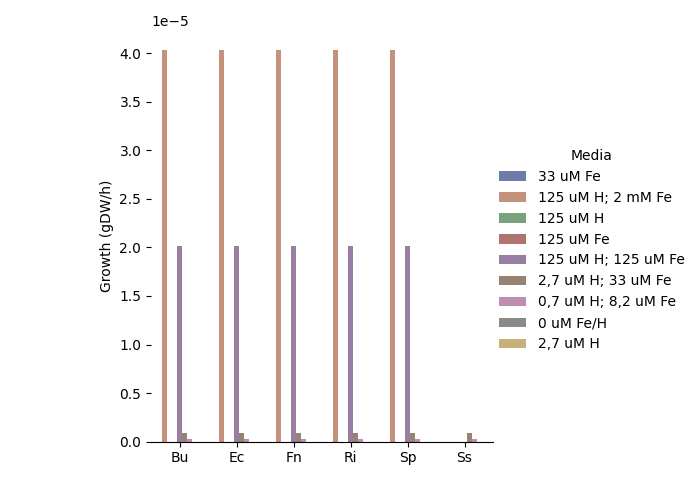 1e−5
4.0
3.5
3.0
2.5
2.0
1.5
1.0
0.5
0.0
Growth (gDW/h)
Bu Ec Fn Ri Sp Ss
Media
33 uM Fe
125 uM H; 2 mM Fe
125 uM H
125 uM Fe
125 uM H; 125 uM Fe
2,7 uM H; 33 uM Fe
0,7 uM H; 8,2 uM Fe
0 uM Fe/H
2,7 uM H